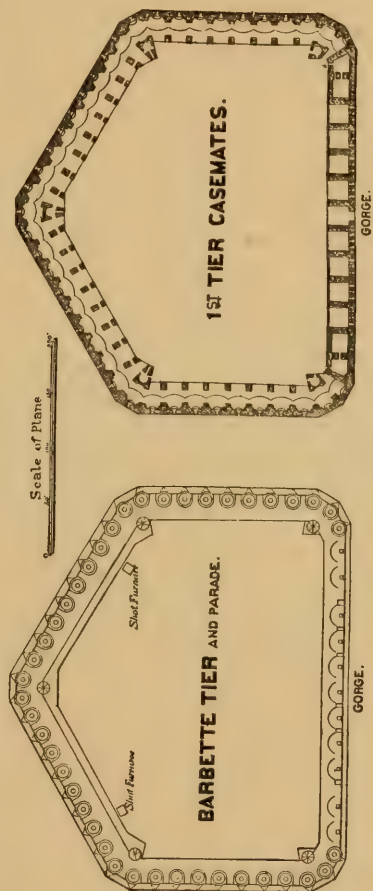 1ST TIER CASEMATES.
GORGE.
Scale of Plane
BARBETTE TIER AND PARADE.
Shot Furnace
Shot Furnace
GORGE.